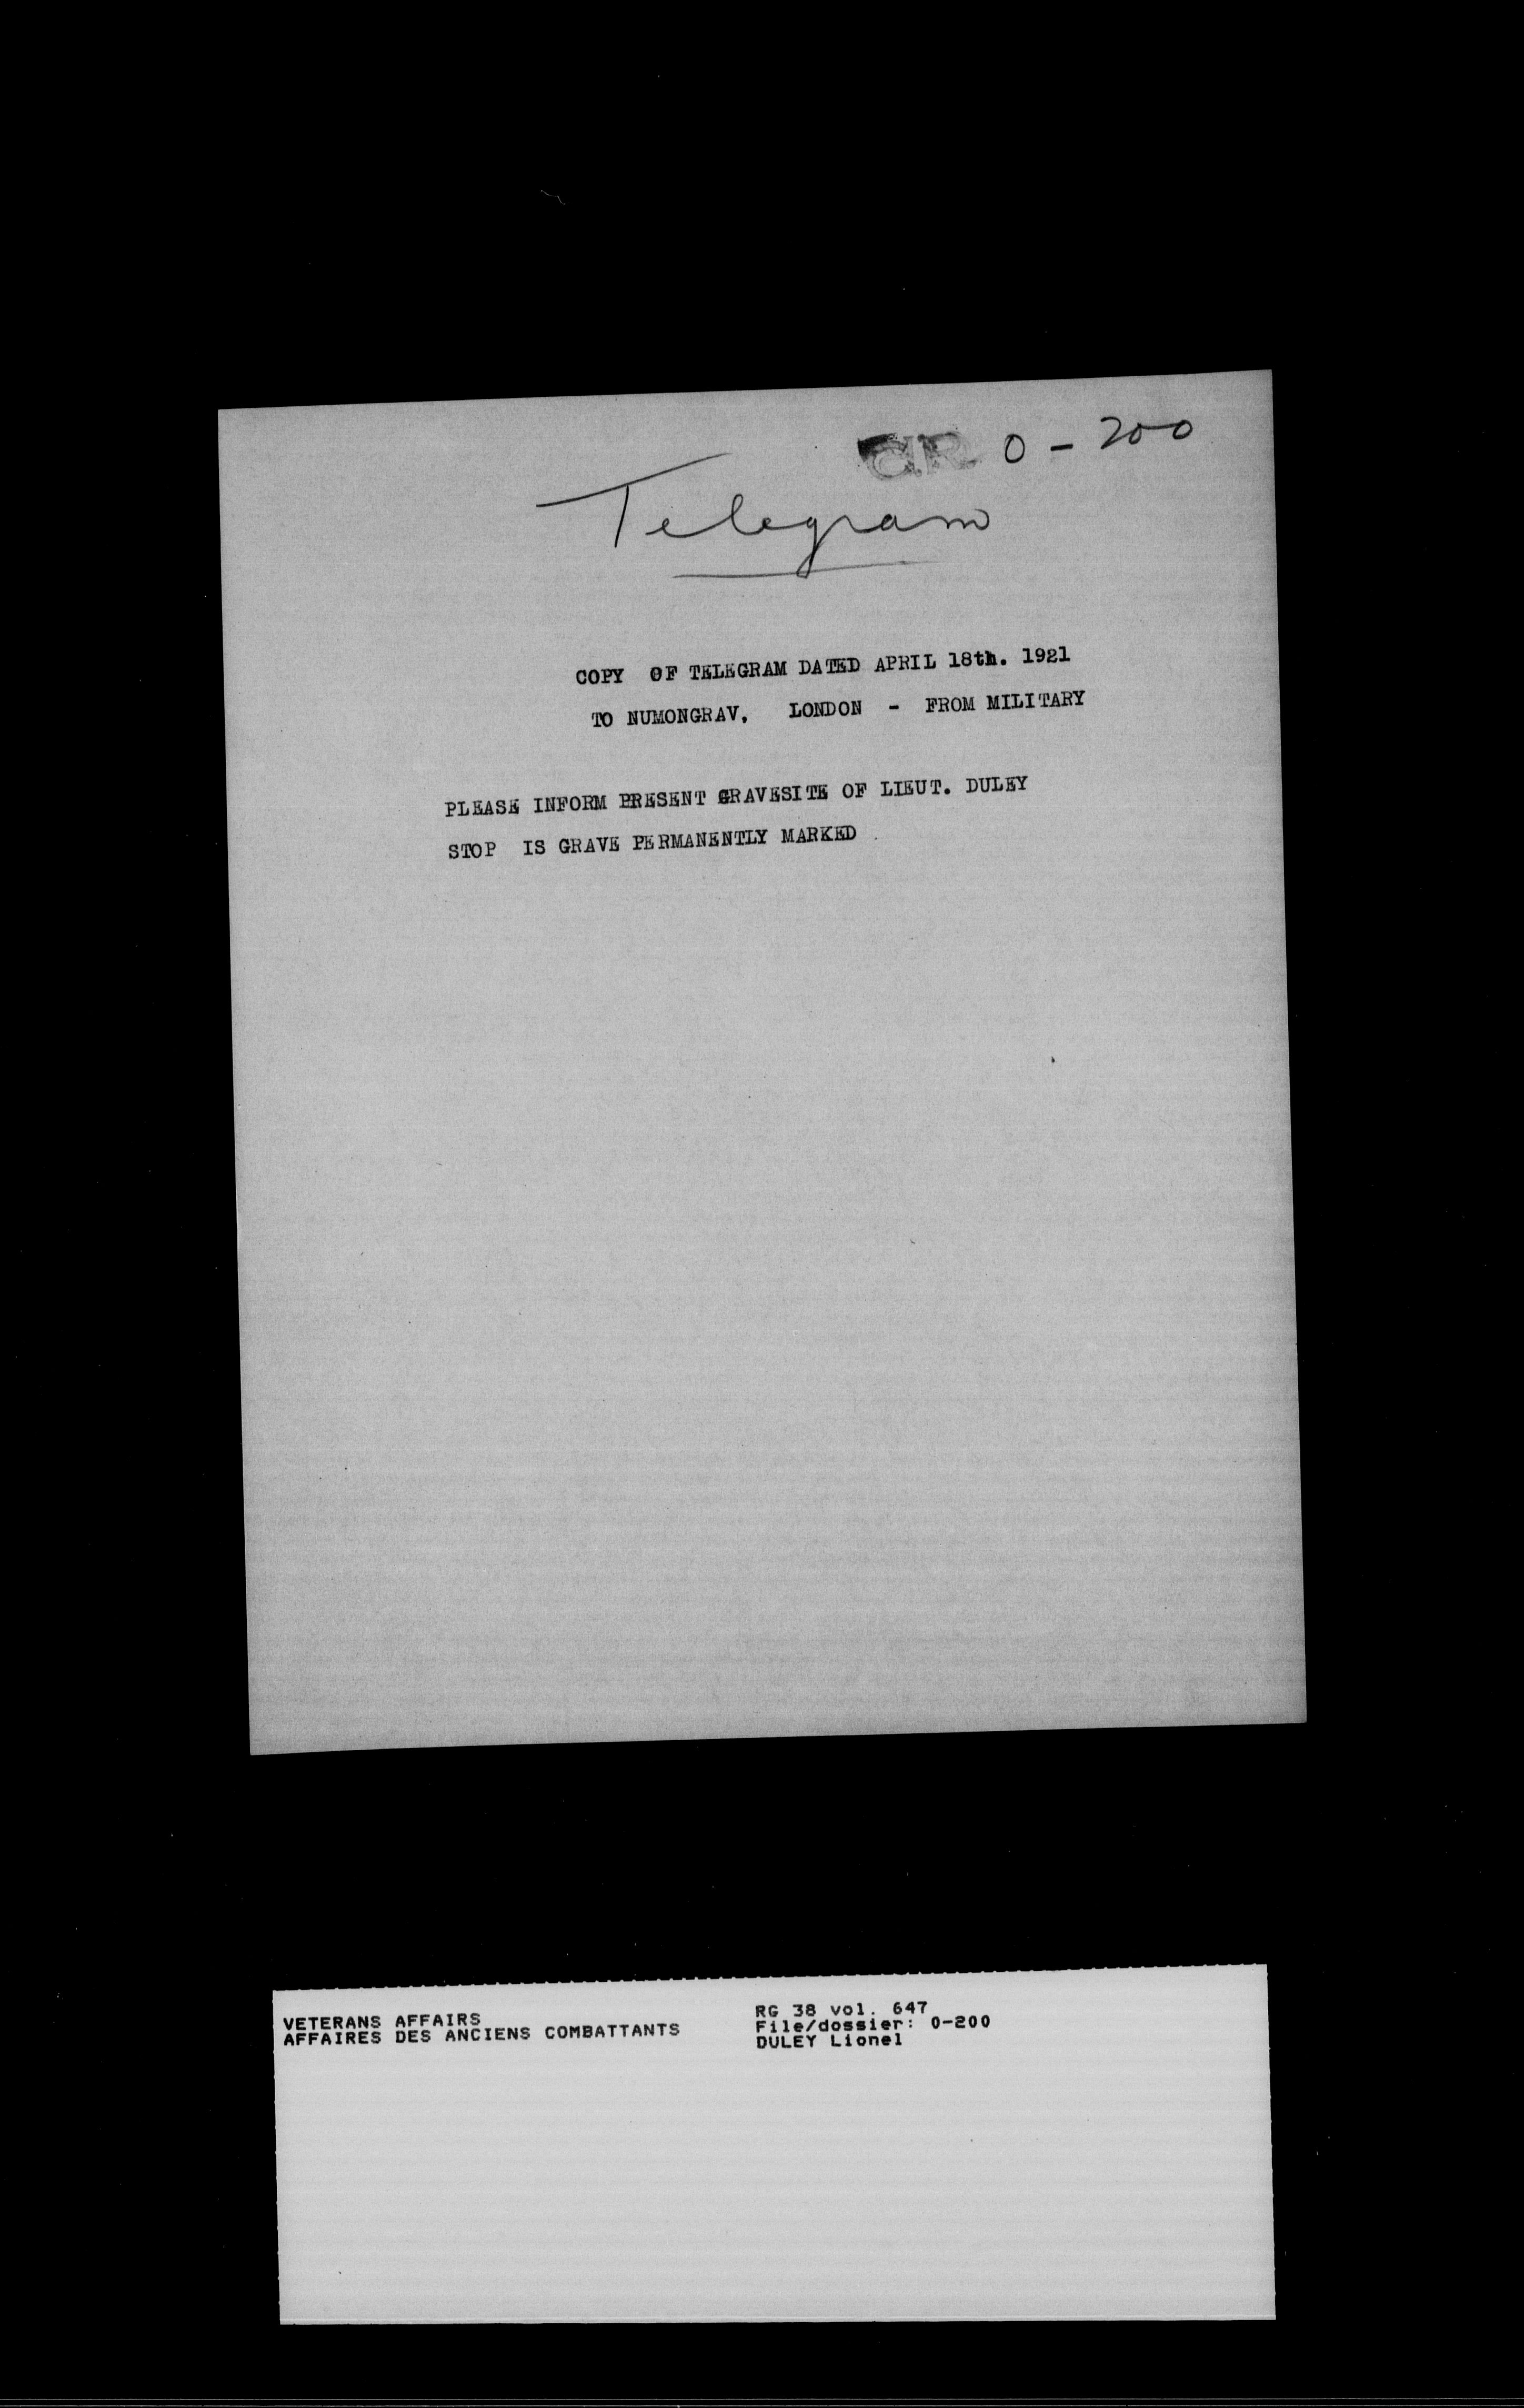 C.R. 0-200
Telegram
COPY OF TELEGRAM DATED APRIL 18th. 1921
TO NUMONGRAV, LONDON - FROM MILITARY
PLEASE INFORM PRESENT GRAVESITE OF LIEUT. DULEY
STOP IS GRAVE PERMANENTLY MARKED
VETERANS AFFAIRS
AFFAIRES DES ANCIENS COMBATTANTS
RG 38 vol. 647
File/dossier: 0-200
DULEY Lionel